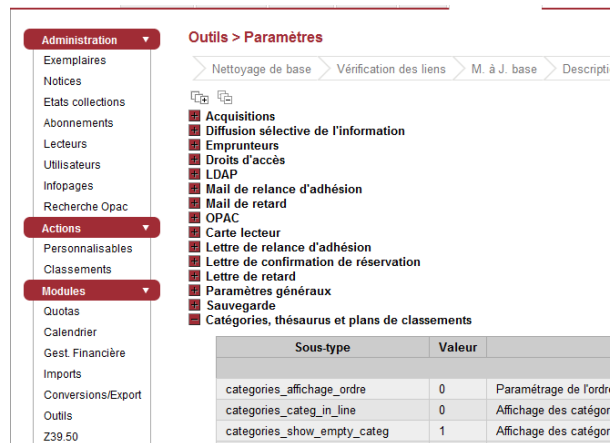 Administration
Exemplaires
Notices
Etats collections
Abonnements
Lecteurs
Utilisateurs
Infopages
Recherche Opac
Actions
Personnalisables
Classements
Modules
Quotas
Calendrier
Gest. Financière
Imports
Conversions/Export
Outils
Z39.50
Outils > Paramètres
Nettoyage de base
Vérification des liens
M. à J. base
Descripti
Acquisitions
Diffusion sélective de l'information
Emprunteurs
Droits d'accès
LDAP
Mail de relance d'adhésion
Mail de retard
OPAC
Carte lecteur
Lettre de relance d'adhésion
Lettre de confirmation de réservation
Lettre de retard
Paramètres généraux
Sauvegarde
Catégories, thésaurus et plans de classements
Sous-type Valeur
categories_affichage_ordre 0 Paramétrage de l'ordre
categories_categ_in_line 0 Affichage des catégor
categories_show_empty_categ 1 Affichage des catégor